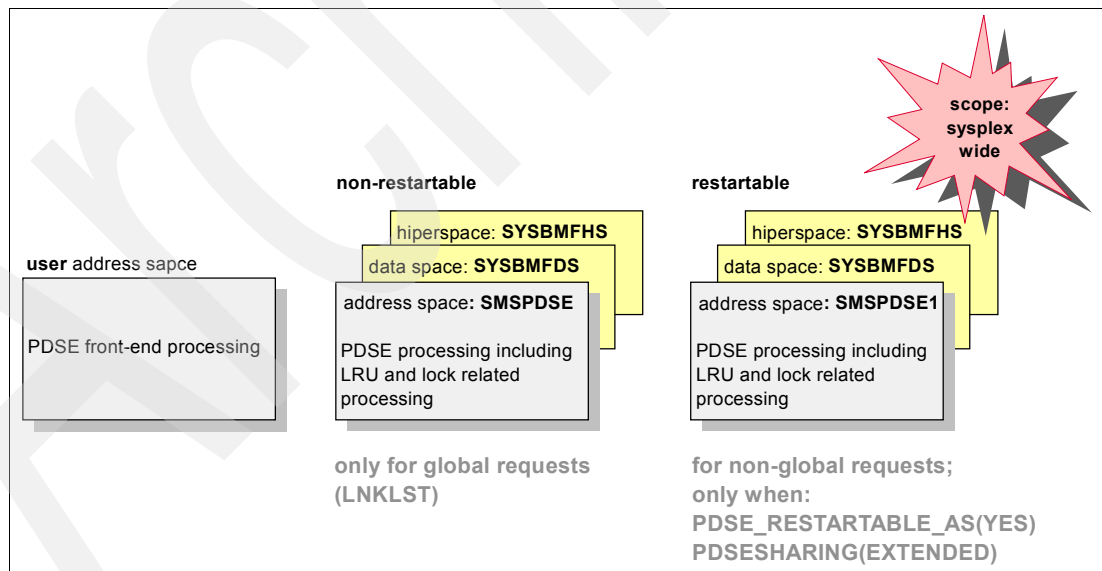 scope:
sysplex
wide
non-restartable
restartable
hiperspace: SYSBMFHS
hiperspace: SYSBMFHS
data space: SYSBMFDS
data space: SYSBMFDS
user address sapce
address space: SMSPDSE
address space: SMSPDSE1
PDSE front-end processing
PDSE processing including
LRU and lock related
processing
PDSE processing including
LRU and lock related
processing
only for global requests
(LNKLST)
for non-global requests;
only when:
PDSE_RESTARTABLE_AS(YES)
PDSESHARING(EXTENDED)